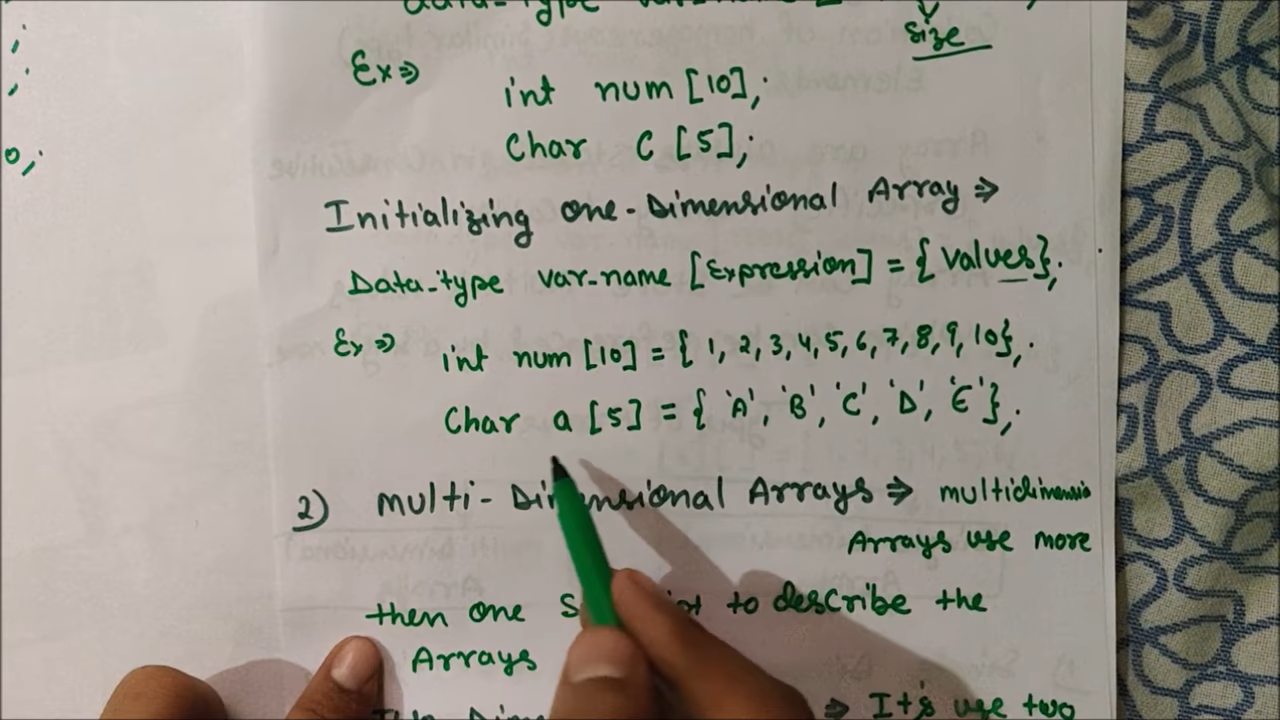 size
Ex ⇒
int num [10];
Char C [5];
Initializing one-Dimensional Array ⇒
Data-type var-name [Expression] = { values };
Ex ⇒ int num [10] = { 1, 2, 3, 4, 5, 6, 7, 8, 9, 10};
Char a [5] = { 'A', 'B', 'C', 'D', 'E' };
2) Multi-Dimensional Arrays ⇒ multidimensio
Arrays use more
then one to describe the
Arrays
⇒ It's use two